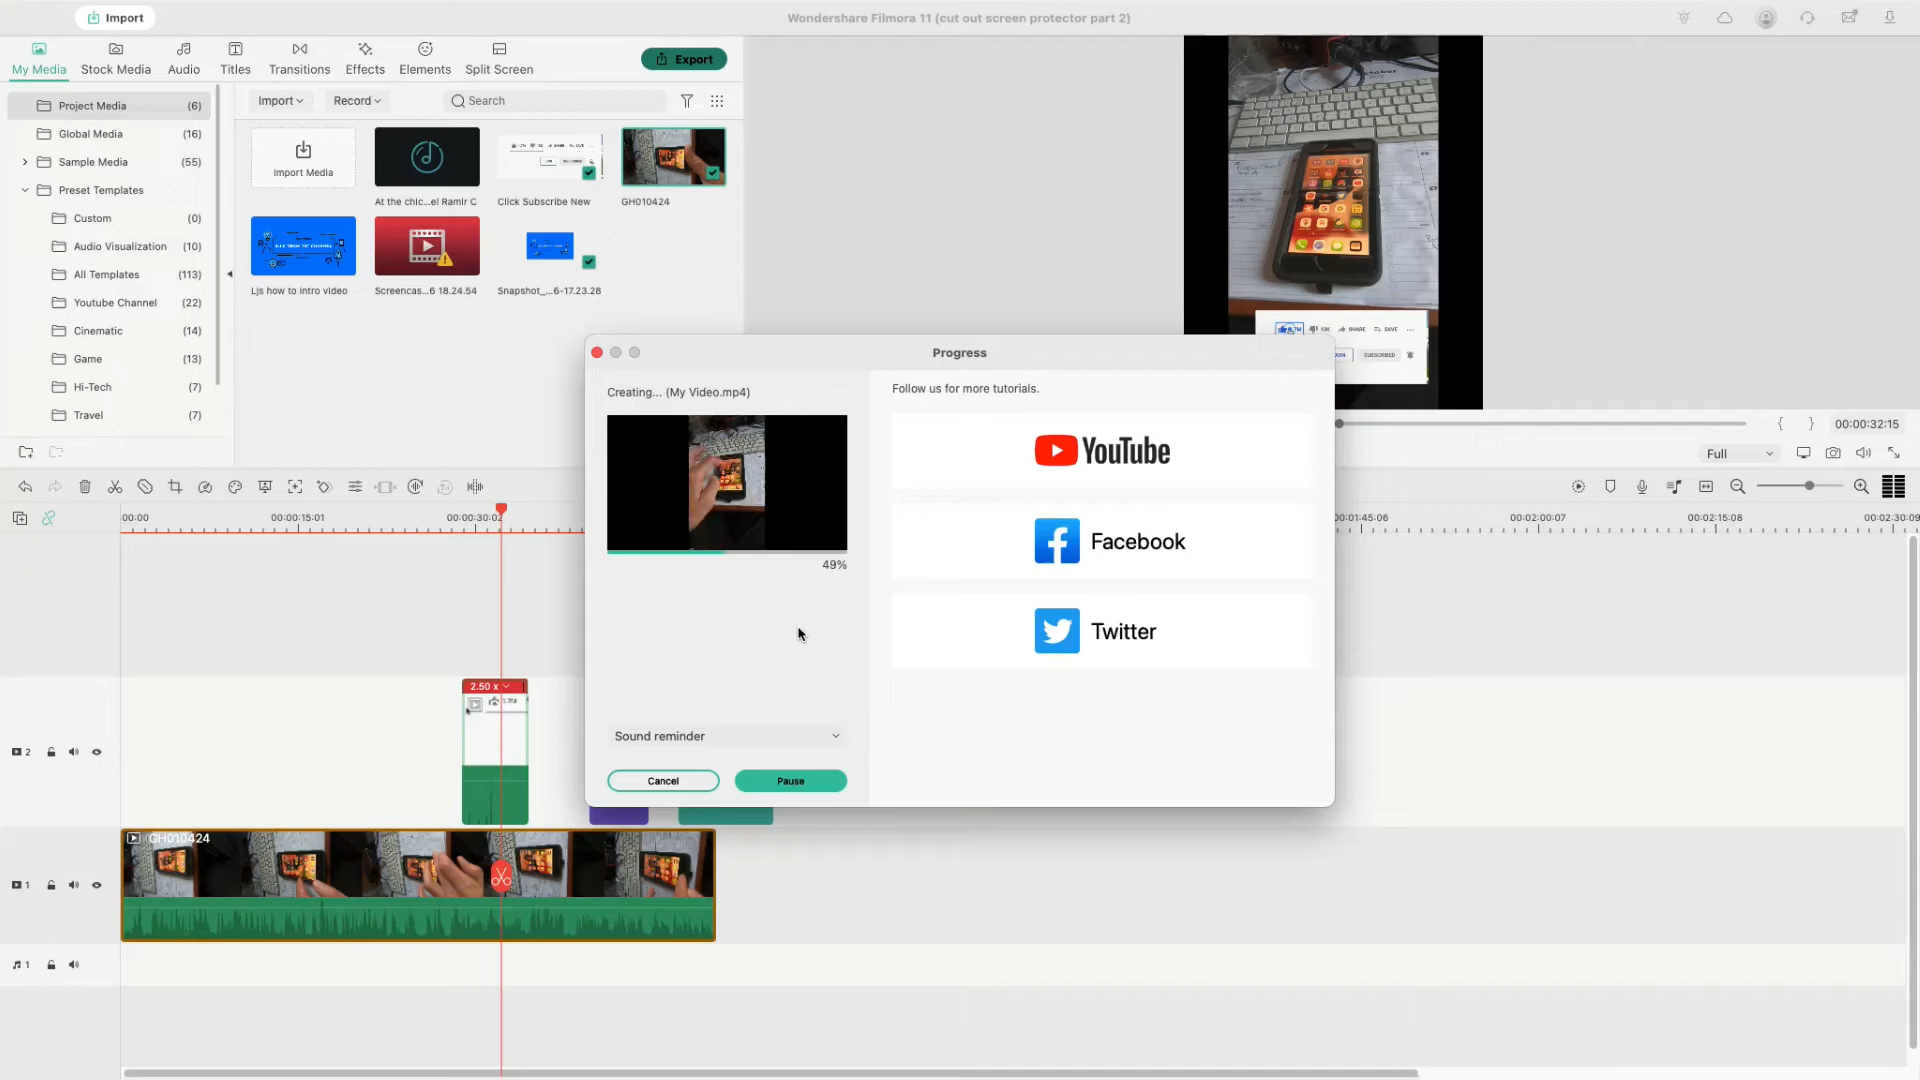 Import
Wondershare Filmora 11 (cut out screen protector part 2)
My Media
Stock Media
Audio
Titles
Transitions
Effects
Elements
Split Screen
Export
Import
Record
Search
Project Media (6)
Global Media (16)
Sample Media (55)
Preset Templates
Custom (0)
Audio Visualization (10)
All Templates (113)
Youtube Channel (22)
Cinematic (14)
Game (13)
Hi-Tech (7)
Travel (7)
Import Media
At the chic...el Ramir C
Click Subscribe New
GH010424
Ljs how to intro video
Screencas...6 18.24.54
Snapshot_...6-17.23.28
SHARE
SAVE
SUBSCRIBED
00:00:32:15
Full
Progress
Creating... (My Video.mp4)
49%
Sound reminder
Cancel
Pause
Follow us for more tutorials.
YouTube
Facebook
Twitter
00:00
00:00:15:01
00:00:30:02
00:01:45:06
00:02:00:07
00:02:15:08
00:02:30:09
2.50 x
2
GH010424
1
1